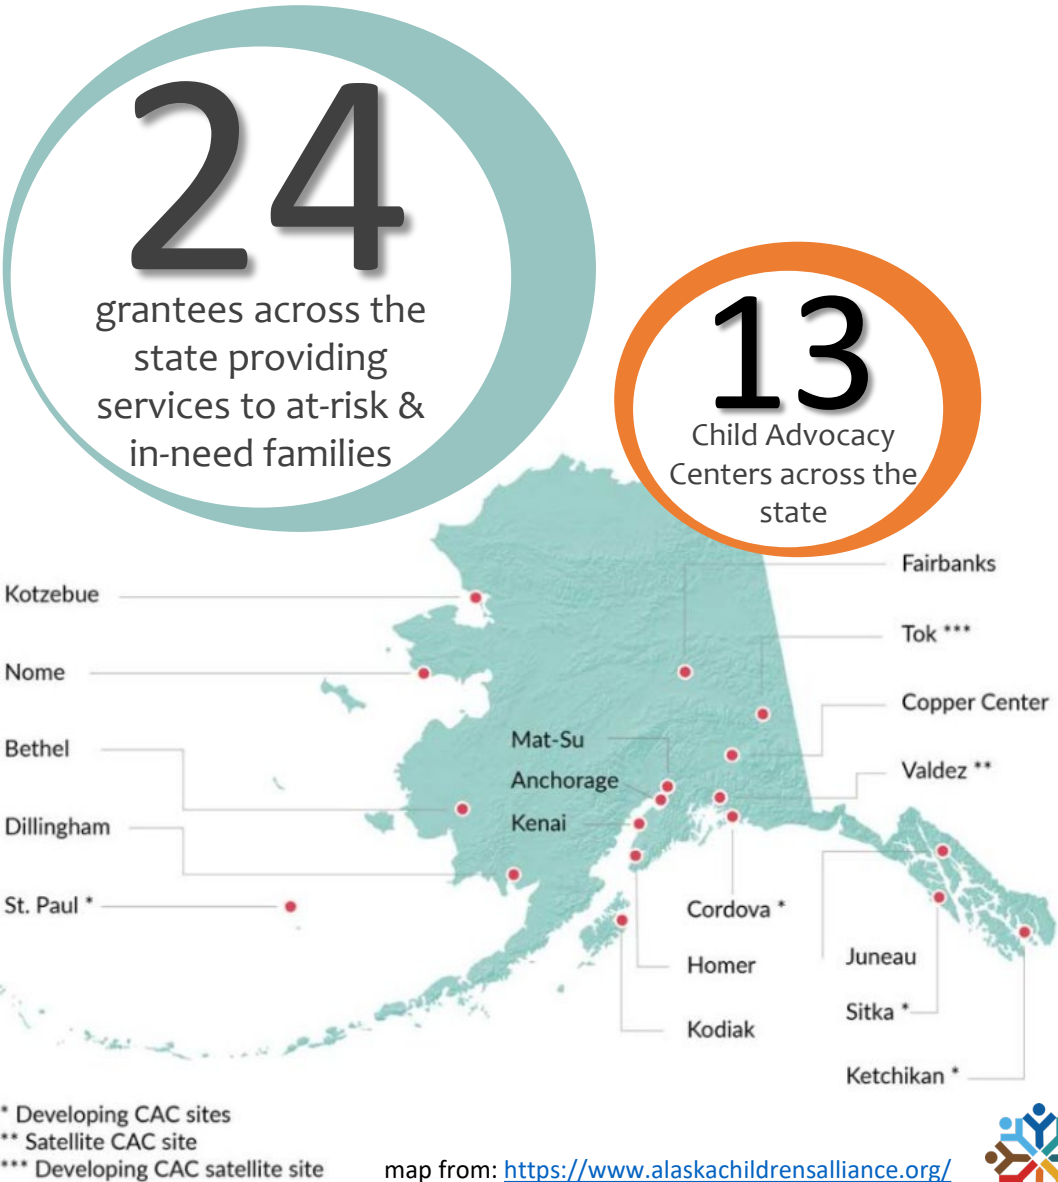 24
grantees across the
state providing
services to at-risk &
in-need families
13
Child Advocacy
Centers across the
state
Kotzebue
Nome
Bethel
Dillingham
St. Paul *
Mat-Su
Anchorage
Kenai
Fairbanks
Tok ***
Copper Center
Valdez **
Cordova *
Homer
Kodiak
Juneau
Sitka *
Ketchikan *
* Developing CAC sites
** Satellite CAC site
*** Developing CAC satellite site
map from: https://www.alaskachildrensalliance.org/